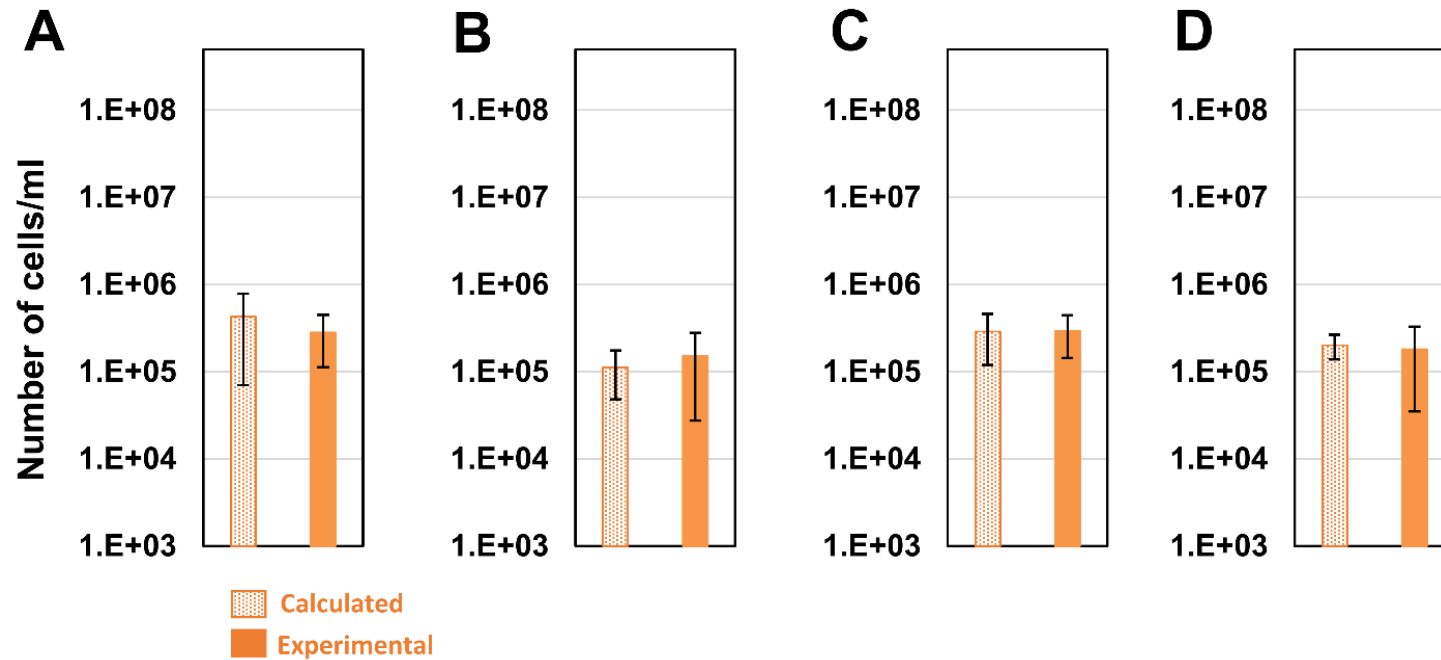 A B C D
1.E+08 1.E+08 1.E+08 1.E+08
1.E+07 1.E+07 1.E+07 1.E+07
1.E+06 1.E+06 1.E+06 1.E+06
1.E+05 1.E+05 1.E+05 1.E+05
1.E+04 1.E+04 1.E+04 1.E+04
1.E+03 1.E+03 1.E+03 1.E+03
Number of cells/ml
Calculated
Experimental